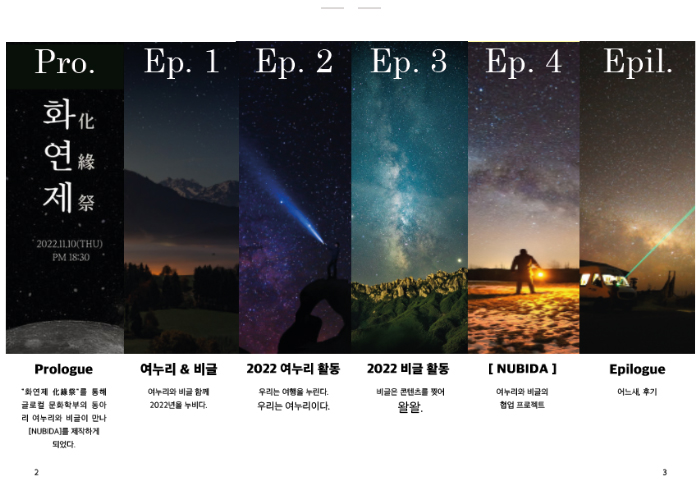 Pro.
화 化
연 緣
제 祭
2022.11.10(THU)
PM 18:30
Ep. 1
Ep. 2
Ep. 3
Ep. 4
Epil.
Prologue
"화연제 化緣祭"를 통해
글로컬 문화학부의 동아
리 여누리와 비글이 만나
[NUBIDA]를 제작하게
되었다.
여누리 & 비글
여누리와 비글 함께
2022년을 누비다.
2022 여누리 활동
우리는 여행을 누린다.
우리는 여누리이다.
2022 비글 활동
비글은 콘텐츠를 찢어
왈왈.
[ NUBIDA ]
여누리와 비글의
협업 프로젝트
Epilogue
어느새, 후기
2
3